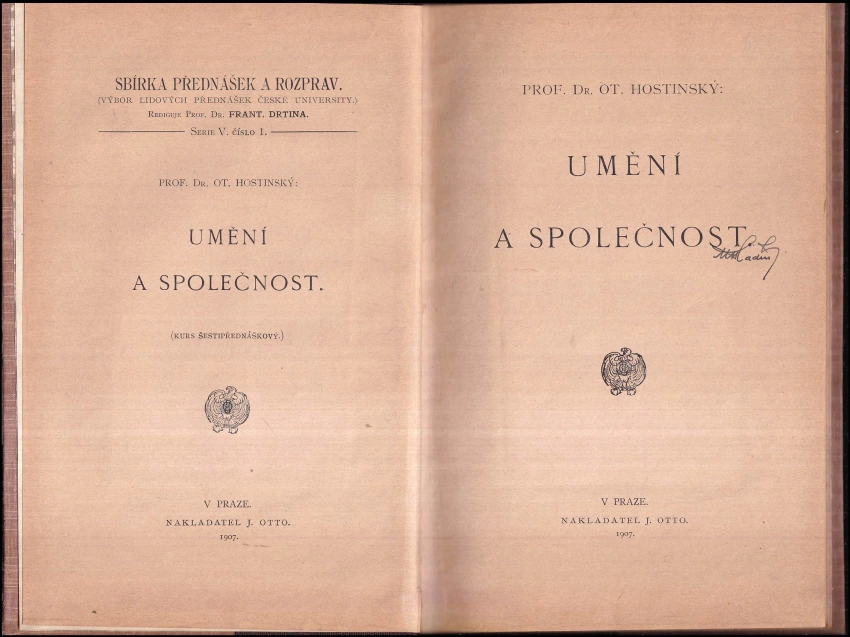 SBÍRKA PŘEDNÁŠEK A ROZPRAV.
(VÝBOR LIDOVÝCH PŘEDNÁŠEK ČESKÉ UNIVERSITY.)
Rediguje Prof. Dr. FRANT. DRTINA.
Serie V. číslo 1.
PROF. Dr. OT. HOSTINSKÝ:
UMĚNÍ
A SPOLEČNOST.
(KURS ŠESTIPŘEDNÁŠKOVÝ.)
V PRAZE.
NAKLADATEL J. OTTO.
1907.
PROF. Dr. OT. HOSTINSKÝ:
UMĚNÍ
A SPOLEČNOST.
V PRAZE.
NAKLADATEL J. OTTO.
1907.